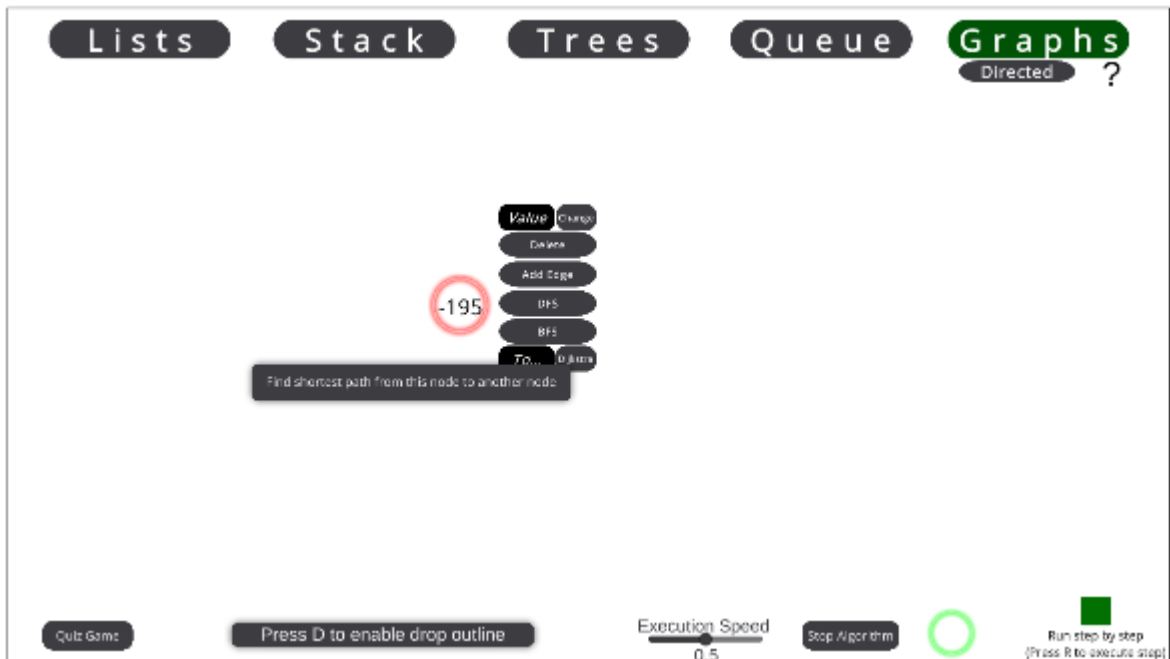 Lists Stack Trees Queue Graphs
Directed ?
Value Change
Delete
Add Edge
-195
DFS
BFS
To... Dijkstra
Find shortest path from this node to another node
Quiz Game
Press D to enable drop outline
Execution Speed
0.5
Stop Algorithm
Run step by step
(Press R to execute step)